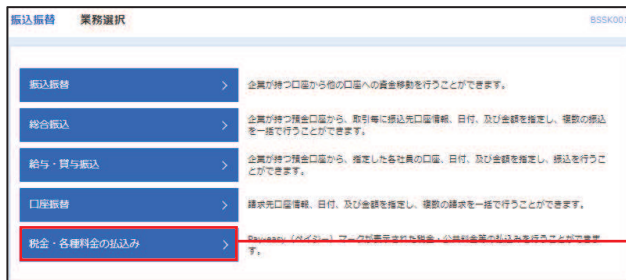 振込振替 業務選択 BSSK001
振込振替
企業が持つ口座から他の口座への資金移動を行うことができます。
総合振込
企業が持つ預金口座から、取引毎に振込先口座情報、日付、及び金額を指定し、複数の振込
を一括で行うことができます。
給与・賞与振込
企業が持つ預金口座から、指定した各社員の口座、日付、及び金額を指定し、振込を行うこ
とができます。
口座振替
請求先口座情報、日付、及び金額を指定し、複数の請求を一括で行うことができます。
税金・各種料金の払込み
Pay-easy（ペイジー）マークが表示された税金・公共料金等の払込みを行うことができま
す。